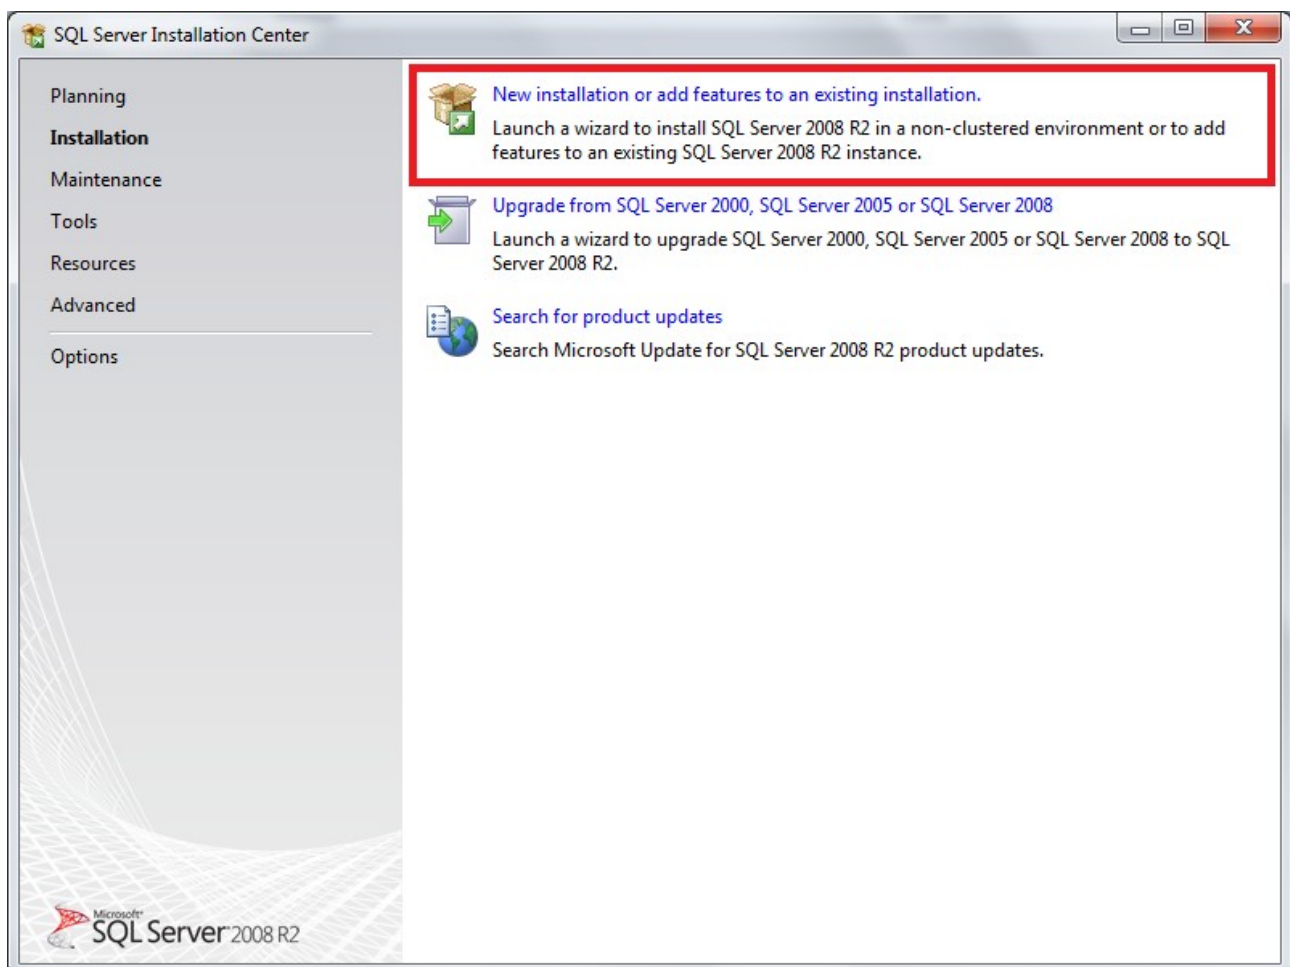 SQL Server Installation Center
Planning
Installation
Maintenance
Tools
Resources
Advanced
Options
New installation or add features to an existing installation.
Launch a wizard to install SQL Server 2008 R2 in a non-clustered environment or to add
features to an existing SQL Server 2008 R2 instance.
Upgrade from SQL Server 2000, SQL Server 2005 or SQL Server 2008
Launch a wizard to upgrade SQL Server 2000, SQL Server 2005 or SQL Server 2008 to SQL
Server 2008 R2.
Search for product updates
Search Microsoft Update for SQL Server 2008 R2 product updates.
Microsoft®
SQL Server 2008 R2